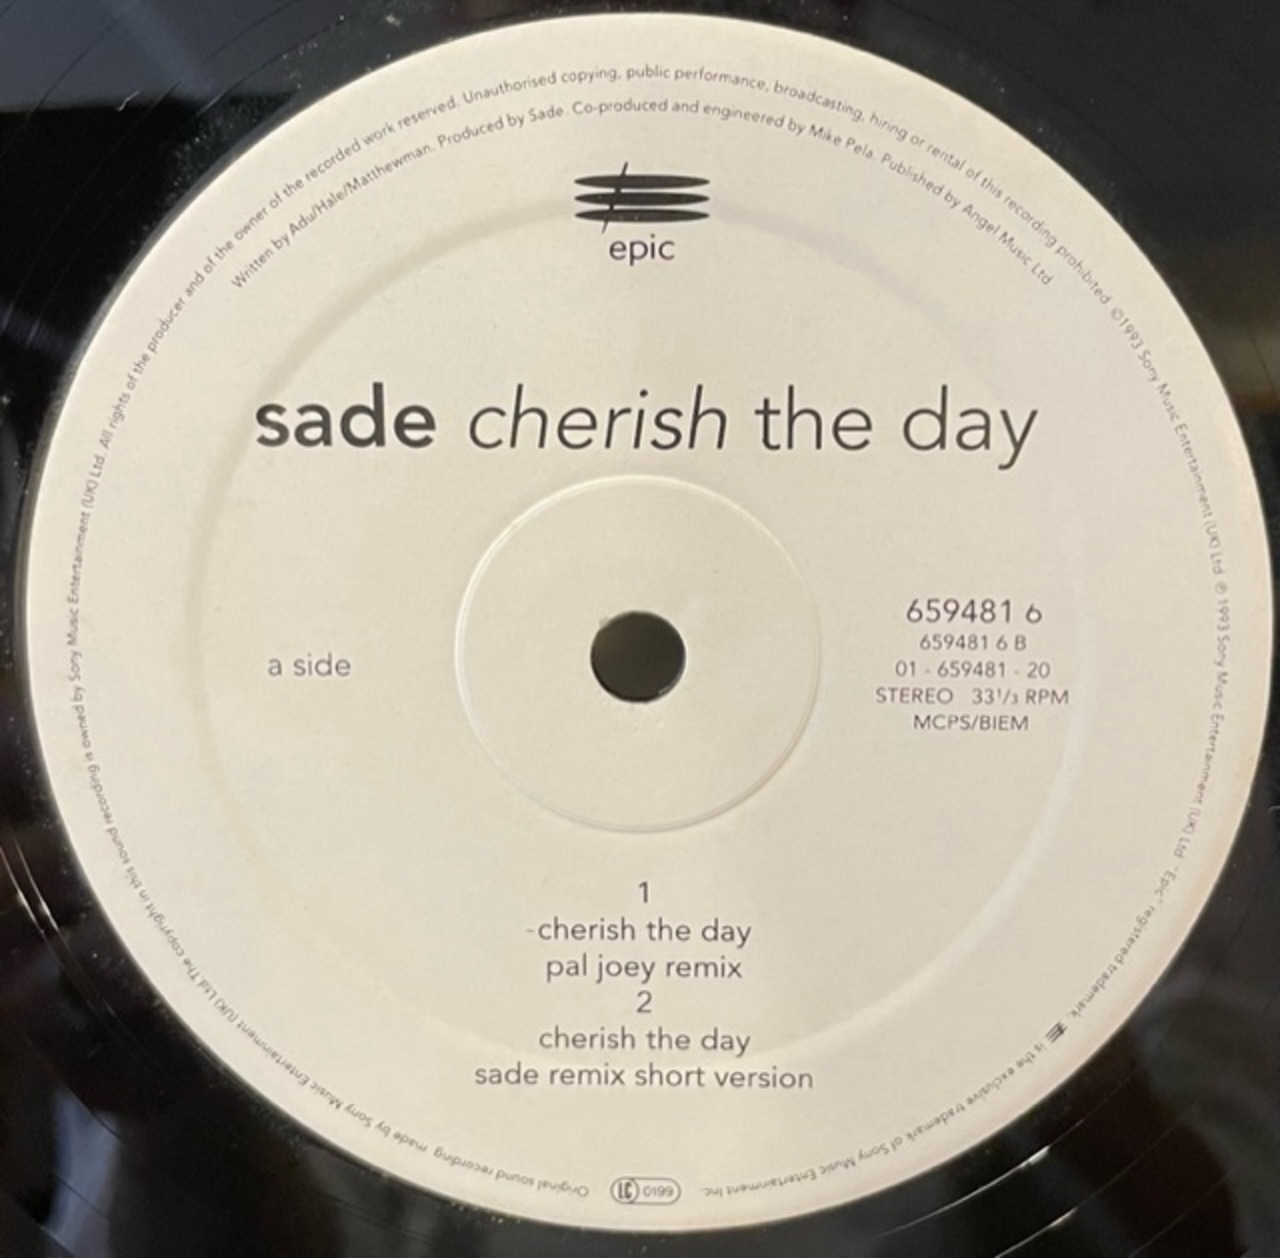 Original sound recording made by Sony Music Entertainment (UK) Ltd. The copyright in this sound recording is owned by Sony Music Entertainment (UK) Ltd. All rights of the producer and of the owner of the recorded work reserved. Unauthorised copying, public performance, broadcasting, hiring or rental of this recording prohibited. ©1993 Sony Music Entertainment (UK) Ltd ℗ 1993 Sony Music Entertainment (UK) Ltd "Epic" registered trademark. is the exclusive trademark of Sony Music Entertainment Inc.
Written by Adu/Hale/Matthewman. Produced by Sade. Co-produced and engineered by Mike Pela. Published by Angel Music Ltd
epic
sade cherish the day
a side
659481 6
659481 6 B
01 - 659481 - 20
STEREO 33⅓ RPM
MCPS/BIEM
1
-cherish the day
pal joey remix
2
cherish the day
sade remix short version
LC 0199